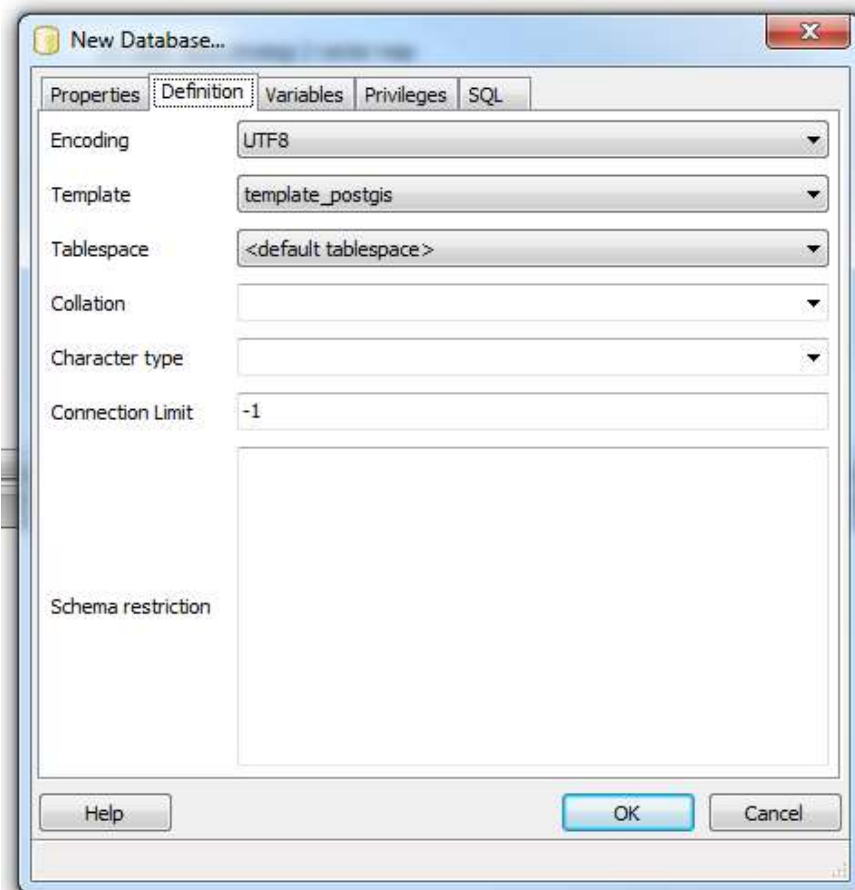 New Database...
Properties Definition Variables Privileges SQL
Encoding UTF8
Template template_postgis
Tablespace <default tablespace>
Collation
Character type
Connection Limit -1
Schema restriction
Help OK Cancel